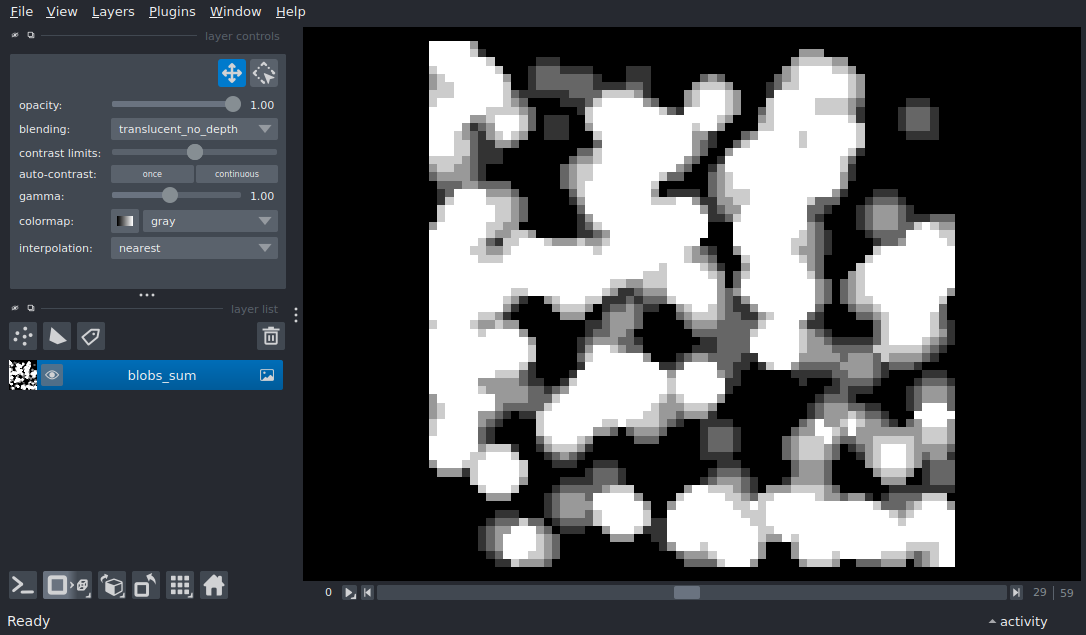 File View Layers Plugins Window Help
layer controls
opacity: 1.00
blending: translucent_no_depth
contrast limits:
auto-contrast: once continuous
gamma: 1.00
colormap: gray
interpolation: nearest
layer list
blobs_sum
0 29 59
Ready activity